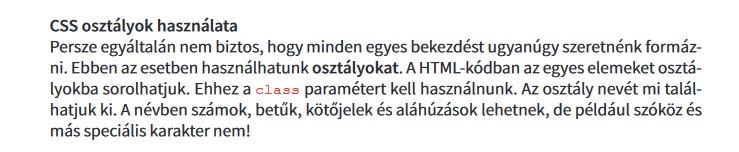 CSS osztályok használata
Persze egyáltalán nem biztos, hogy minden egyes bekezdést ugyanúgy szeretnénk formáz-
ni. Ebben az esetben használhatunk osztályokat. A HTML-kódban az egyes elemeket osztá-
lyokba sorolhatjuk. Ehhez a class paramétert kell használnunk. Az osztály nevét mi talál-
hatjuk ki. A névben számok, betűk, kötőjelek és aláhúzások lehetnek, de például szóköz és
más speciális karakter nem!